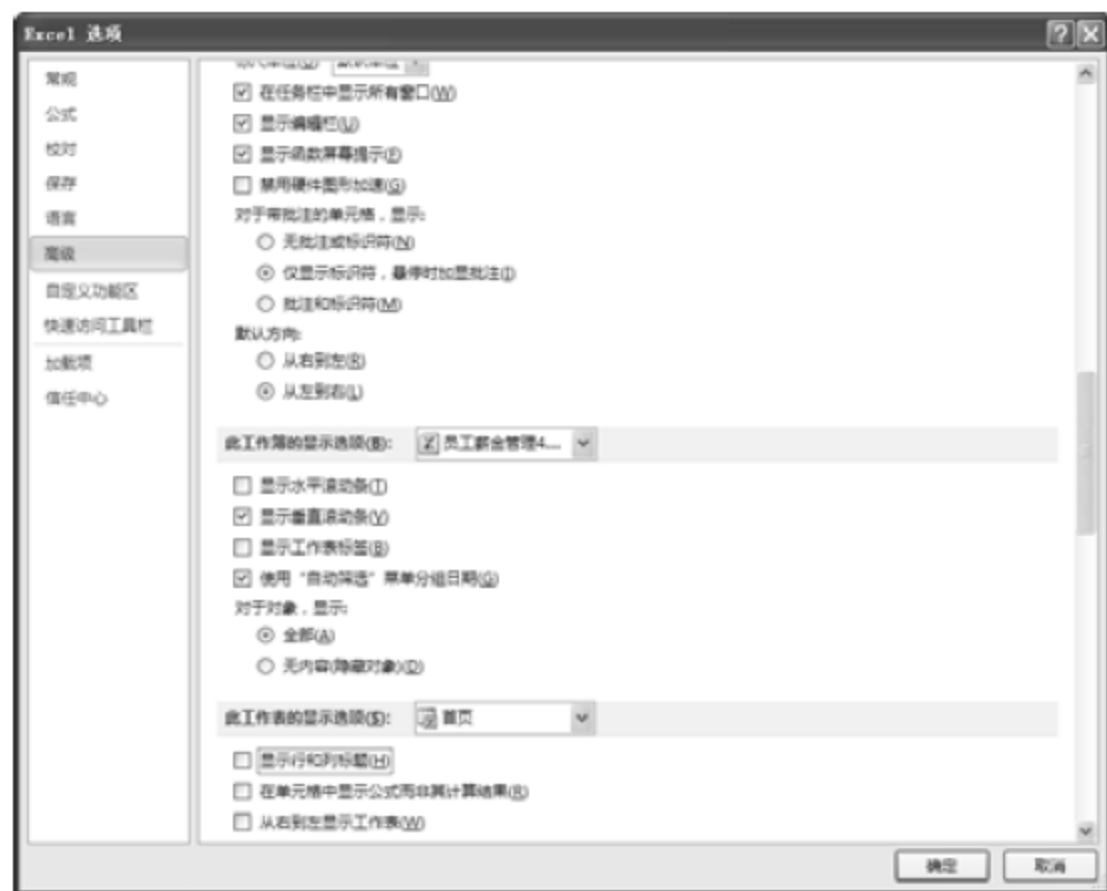 Excel 选项
常规
公式
校对
保存
语言
高级
自定义功能区
快速访问工具栏
加载项
信任中心
在任务栏中显示所有窗口(W)
显示编辑栏(U)
显示函数屏幕提示(F)
禁用硬件图形加速(G)
对于带批注的单元格，显示:
无批注或标识符(N)
仅显示标识符，悬停时加显批注(I)
批注和标识符(M)
默认方向:
从右到左(R)
从左到右(L)
此工作簿的显示选项(B): 员工薪金管理4....
显示水平滚动条(T)
显示垂直滚动条(V)
显示工作表标签(B)
使用“自动筛选”菜单分组日期(G)
对于对象，显示:
全部(A)
无内容(隐藏对象)(D)
此工作表的显示选项(S): 首页
显示行和列标题(H)
在单元格中显示公式而非其计算结果(R)
从右到左显示工作表(W)
确定 取消